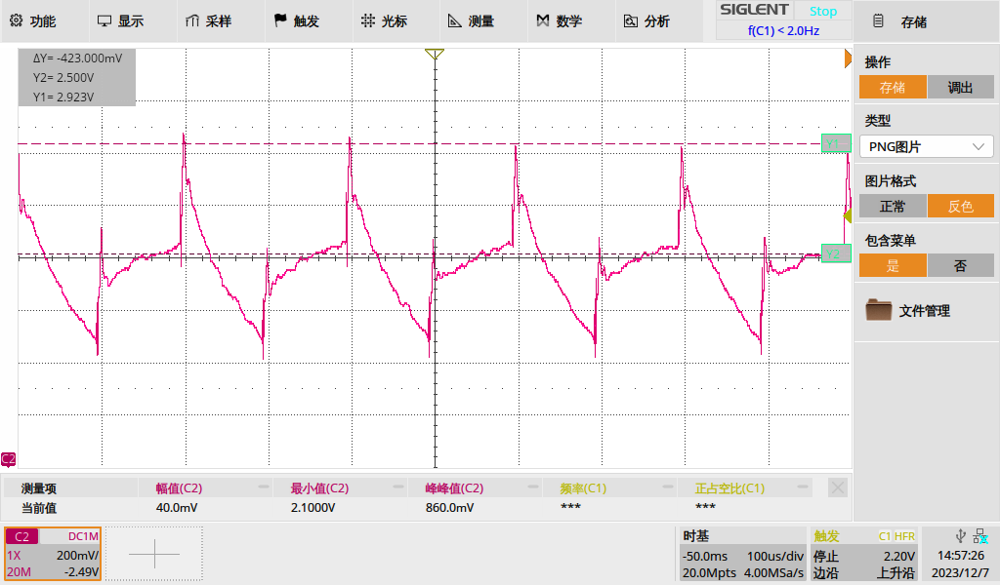 功能 显示 采样 触发 光标 测量 数学 分析 SIGLENT Stop 存储
f(C1) < 2.0Hz
ΔY= -423.000mV
Y2= 2.500V
Y1= 2.923V
Y1
Y2
C2
操作
存储 调出
类型
PNG图片
图片格式
正常 反色
包含菜单
是 否
文件管理
测量项 幅值(C2) 最小值(C2) 峰峰值(C2) 频率(C1) 正占空比(C1)
当前值 40.0mV 2.1000V 860.0mV *** ***
C2 DC1M
1X 200mV/
20M -2.49V
时基
-50.0ms 100us/div
20.0Mpts 4.00MSa/s
触发 C1 HFR
停止 2.20V
边沿 上升沿
14:57:26
2023/12/7